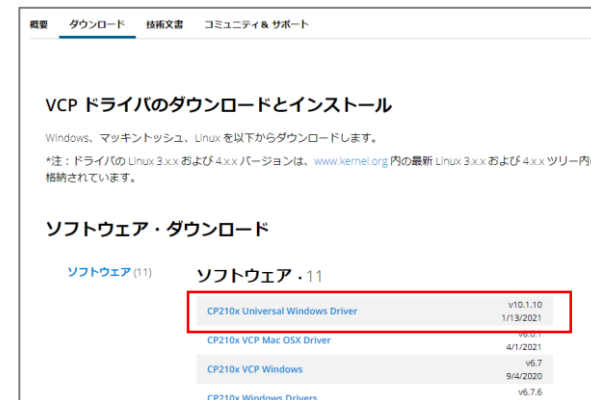 概要 ダウンロード 技術文書 コミュニティ & サポート
VCP ドライバのダウンロードとインストール
Windows、マッキントッシュ、Linux を以下からダウンロードします。
*注：ドライバの Linux 3.x.x および 4.x.x バージョンは、www.kernel.org 内の最新 Linux 3.x.x および 4.x.x ツリー内
格納されています。
ソフトウェア・ダウンロード
ソフトウェア (11)
ソフトウェア · 11
CP210x Universal Windows Driver v10.1.10
1/13/2021
CP210x VCP Mac OSX Driver v6.0.1
4/1/2021
CP210x VCP Windows v6.7
9/4/2020
CP210x Windows Drivers v6.7.6